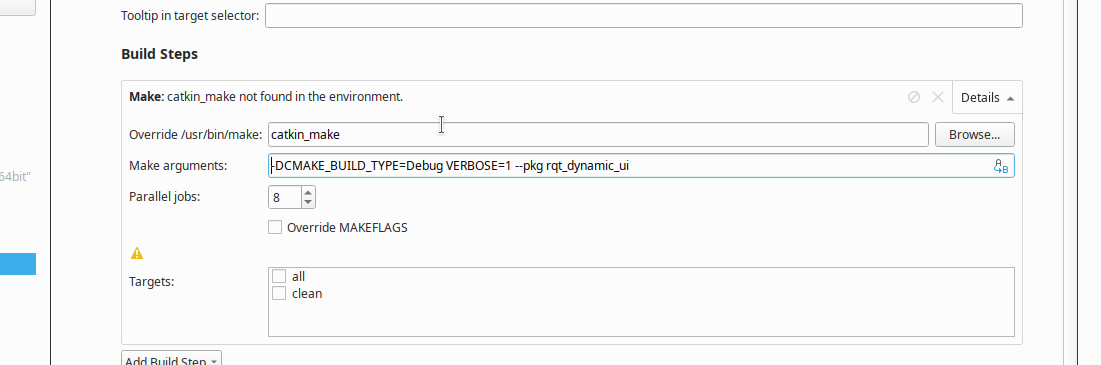 Tooltip in target selector:
Build Steps
Make: catkin_make not found in the environment.
Details
Override /usr/bin/make:
catkin_make
Browse...
Make arguments:
-DCMAKE_BUILD_TYPE=Debug VERBOSE=1 --pkg rqt_dynamic_ui
A
B
64bit"
Parallel jobs:
8
Override MAKEFLAGS
Targets:
all
clean
Add Build Step